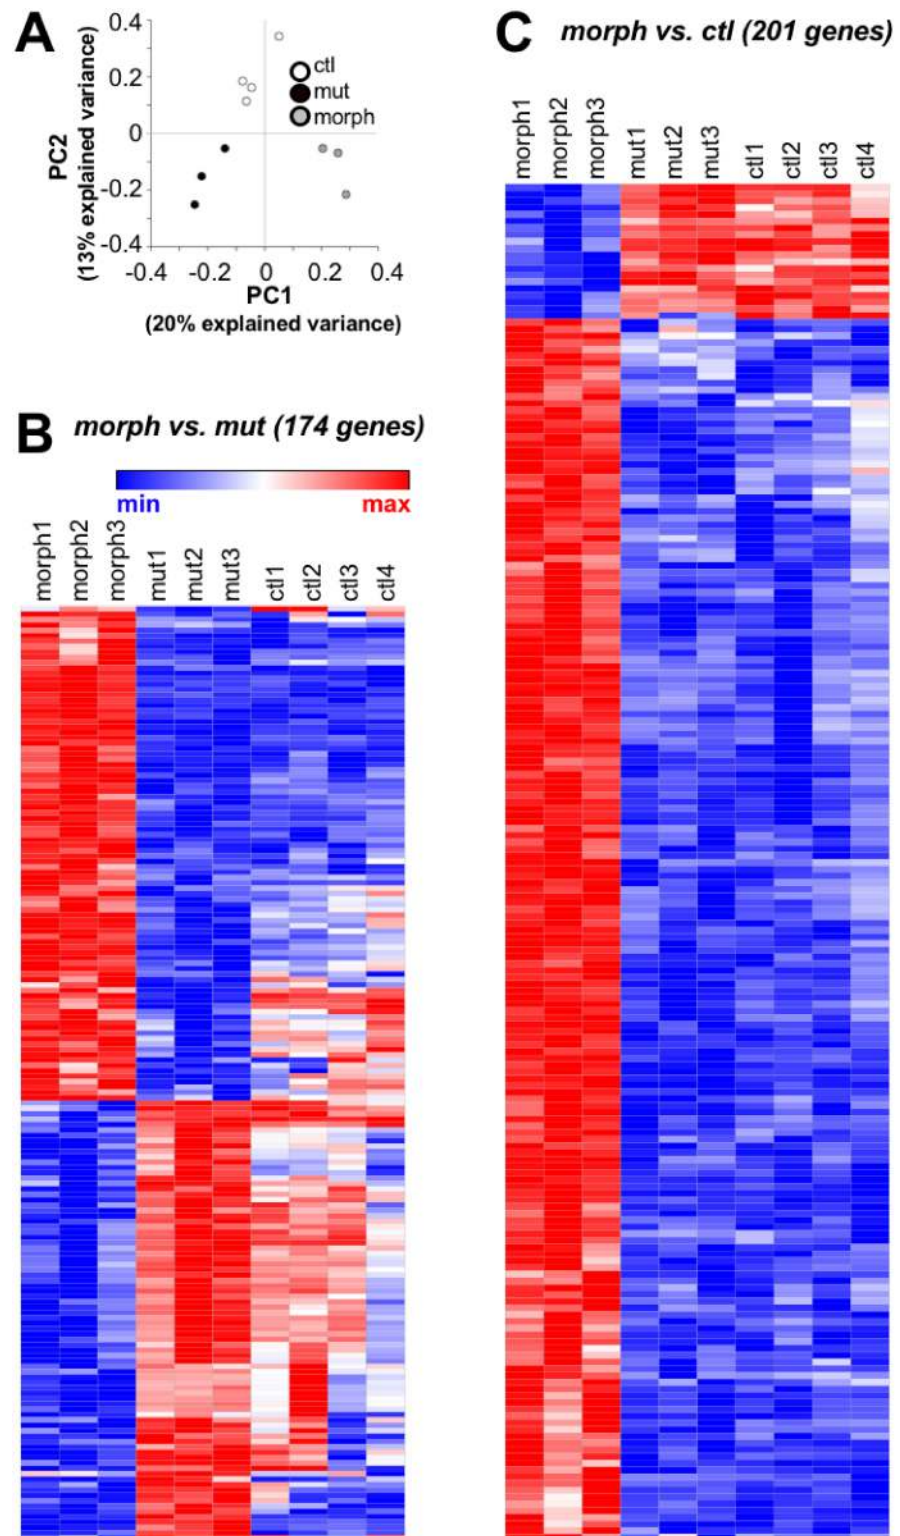 A
0.4
0.2
0
-0.2
-0.4
PC2
(13% explained variance)
ctl
mut
morph
-0.4 -0.2 0 0.2 0.4
PC1
(20% explained variance)
B morph vs. mut (174 genes)
min max
morph1 morph2 morph3 mut1 mut2 mut3 ctl1 ctl2 ctl3 ctl4
C morph vs. ctl (201 genes)
morph1 morph2 morph3 mut1 mut2 mut3 ctl1 ctl2 ctl3 ctl4